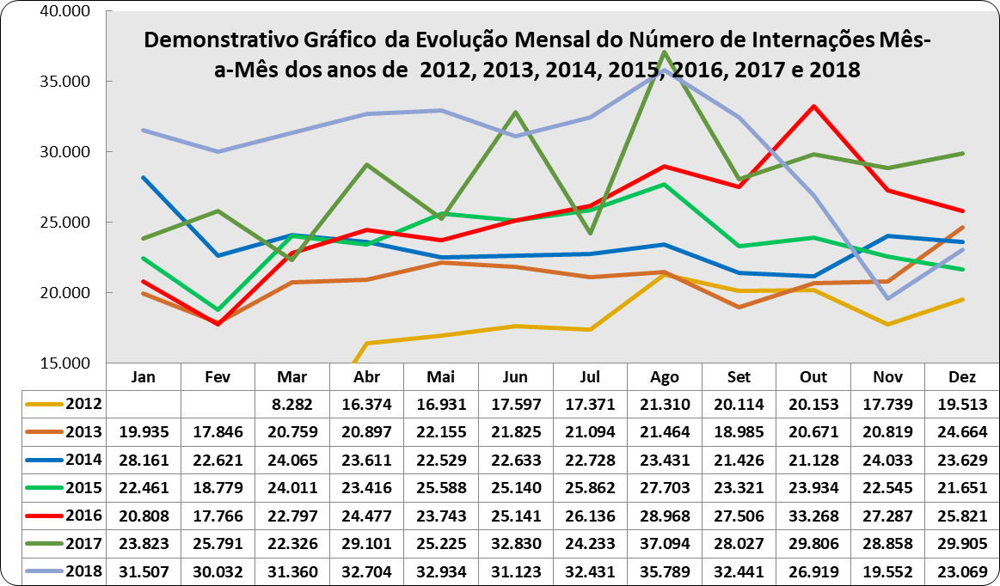 40.000
Demonstrativo Gráfico da Evolução Mensal do Número de Internações Mês-
a-Mês dos anos de 2012, 2013, 2014, 2015, 2016, 2017 e 2018
35.000
30.000
25.000
20.000
15.000
Jan Fev Mar Abr Mai Jun Jul Ago Set Out Nov Dez
2012 8.282 16.374 16.931 17.597 17.371 21.310 20.114 20.153 17.739 19.513
2013 19.935 17.846 20.759 20.897 22.155 21.825 21.094 21.464 18.985 20.671 20.819 24.664
2014 28.161 22.621 24.065 23.611 22.529 22.633 22.728 23.431 21.426 21.128 24.033 23.629
2015 22.461 18.779 24.011 23.416 25.588 25.140 25.862 27.703 23.321 23.934 22.545 21.651
2016 20.808 17.766 22.797 24.477 23.743 25.141 26.136 28.968 27.506 33.268 27.287 25.821
2017 23.823 25.791 22.326 29.101 25.225 32.830 24.233 37.094 28.027 29.806 28.858 29.905
2018 31.507 30.032 31.360 32.704 32.934 31.123 32.431 35.789 32.441 26.919 19.552 23.069